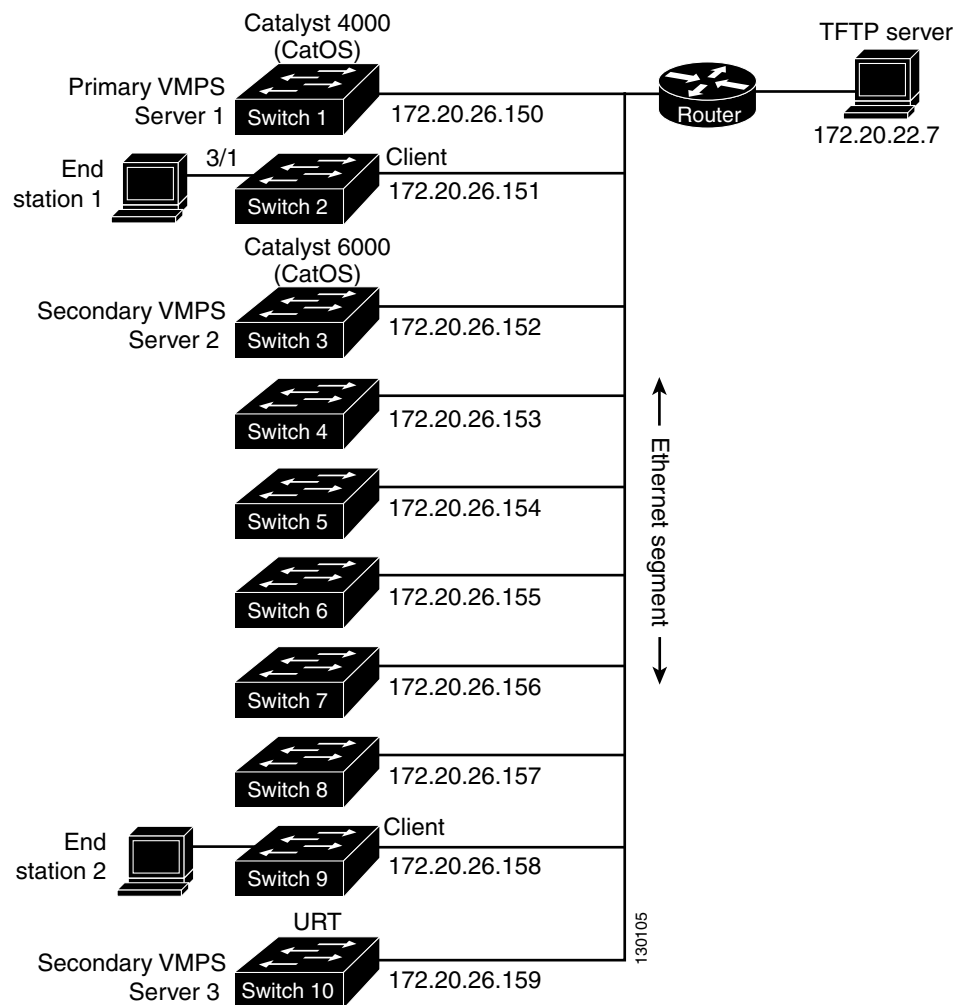 Catalyst 4000
(CatOS)
TFTP server
Primary VMPS
Server 1
Switch 1
172.20.26.150
Router
172.20.22.7
End
station 1
3/1
Client
Switch 2
172.20.26.151
Catalyst 6000
(CatOS)
Secondary VMPS
Server 2
Switch 3
172.20.26.152
Switch 4
172.20.26.153
Ethernet segment
Switch 5
172.20.26.154
Switch 6
172.20.26.155
Switch 7
172.20.26.156
Switch 8
172.20.26.157
End
station 2
Client
Switch 9
172.20.26.158
URT
130105
Secondary VMPS
Server 3
Switch 10
172.20.26.159